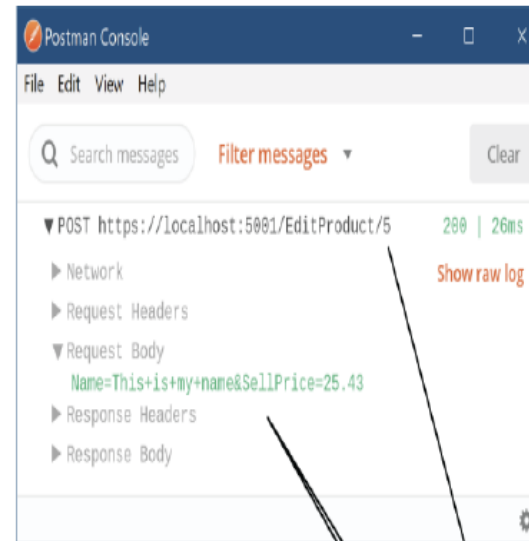 Postman Console
File Edit View Help
Search messages Filter messages Clear
POST https://localhost:5001/EditProduct/5 200 | 26ms
Network Show raw log
Request Headers
Request Body
Name=This+is+my+name&SellPrice=25.43
Response Headers
Response Body